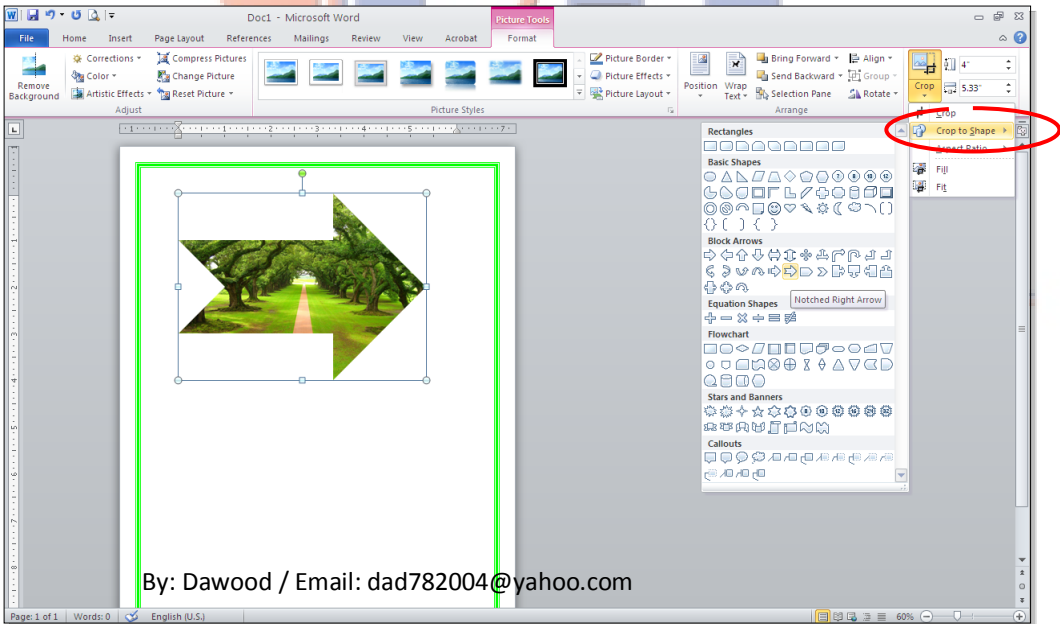 Doc1 - Microsoft Word
Picture Tools
File Home Insert Page Layout References Mailings Review View Acrobat Format
Remove Background
Corrections
Color
Artistic Effects
Compress Pictures
Change Picture
Reset Picture
Adjust
Picture Styles
Picture Border
Picture Effects
Picture Layout
Position
Wrap Text
Bring Forward
Send Backward
Selection Pane
Align
Group
Rotate
Arrange
Crop
4"
5.33"
Crop
Crop to Shape
Aspect Ratio
Fill
Fit
Rectangles
Basic Shapes
Block Arrows
Notched Right Arrow
Equation Shapes
Flowchart
Stars and Banners
Callouts
By: Dawood / Email: dad782004@yahoo.com
Page: 1 of 1 Words: 0 English (U.S.) 60%